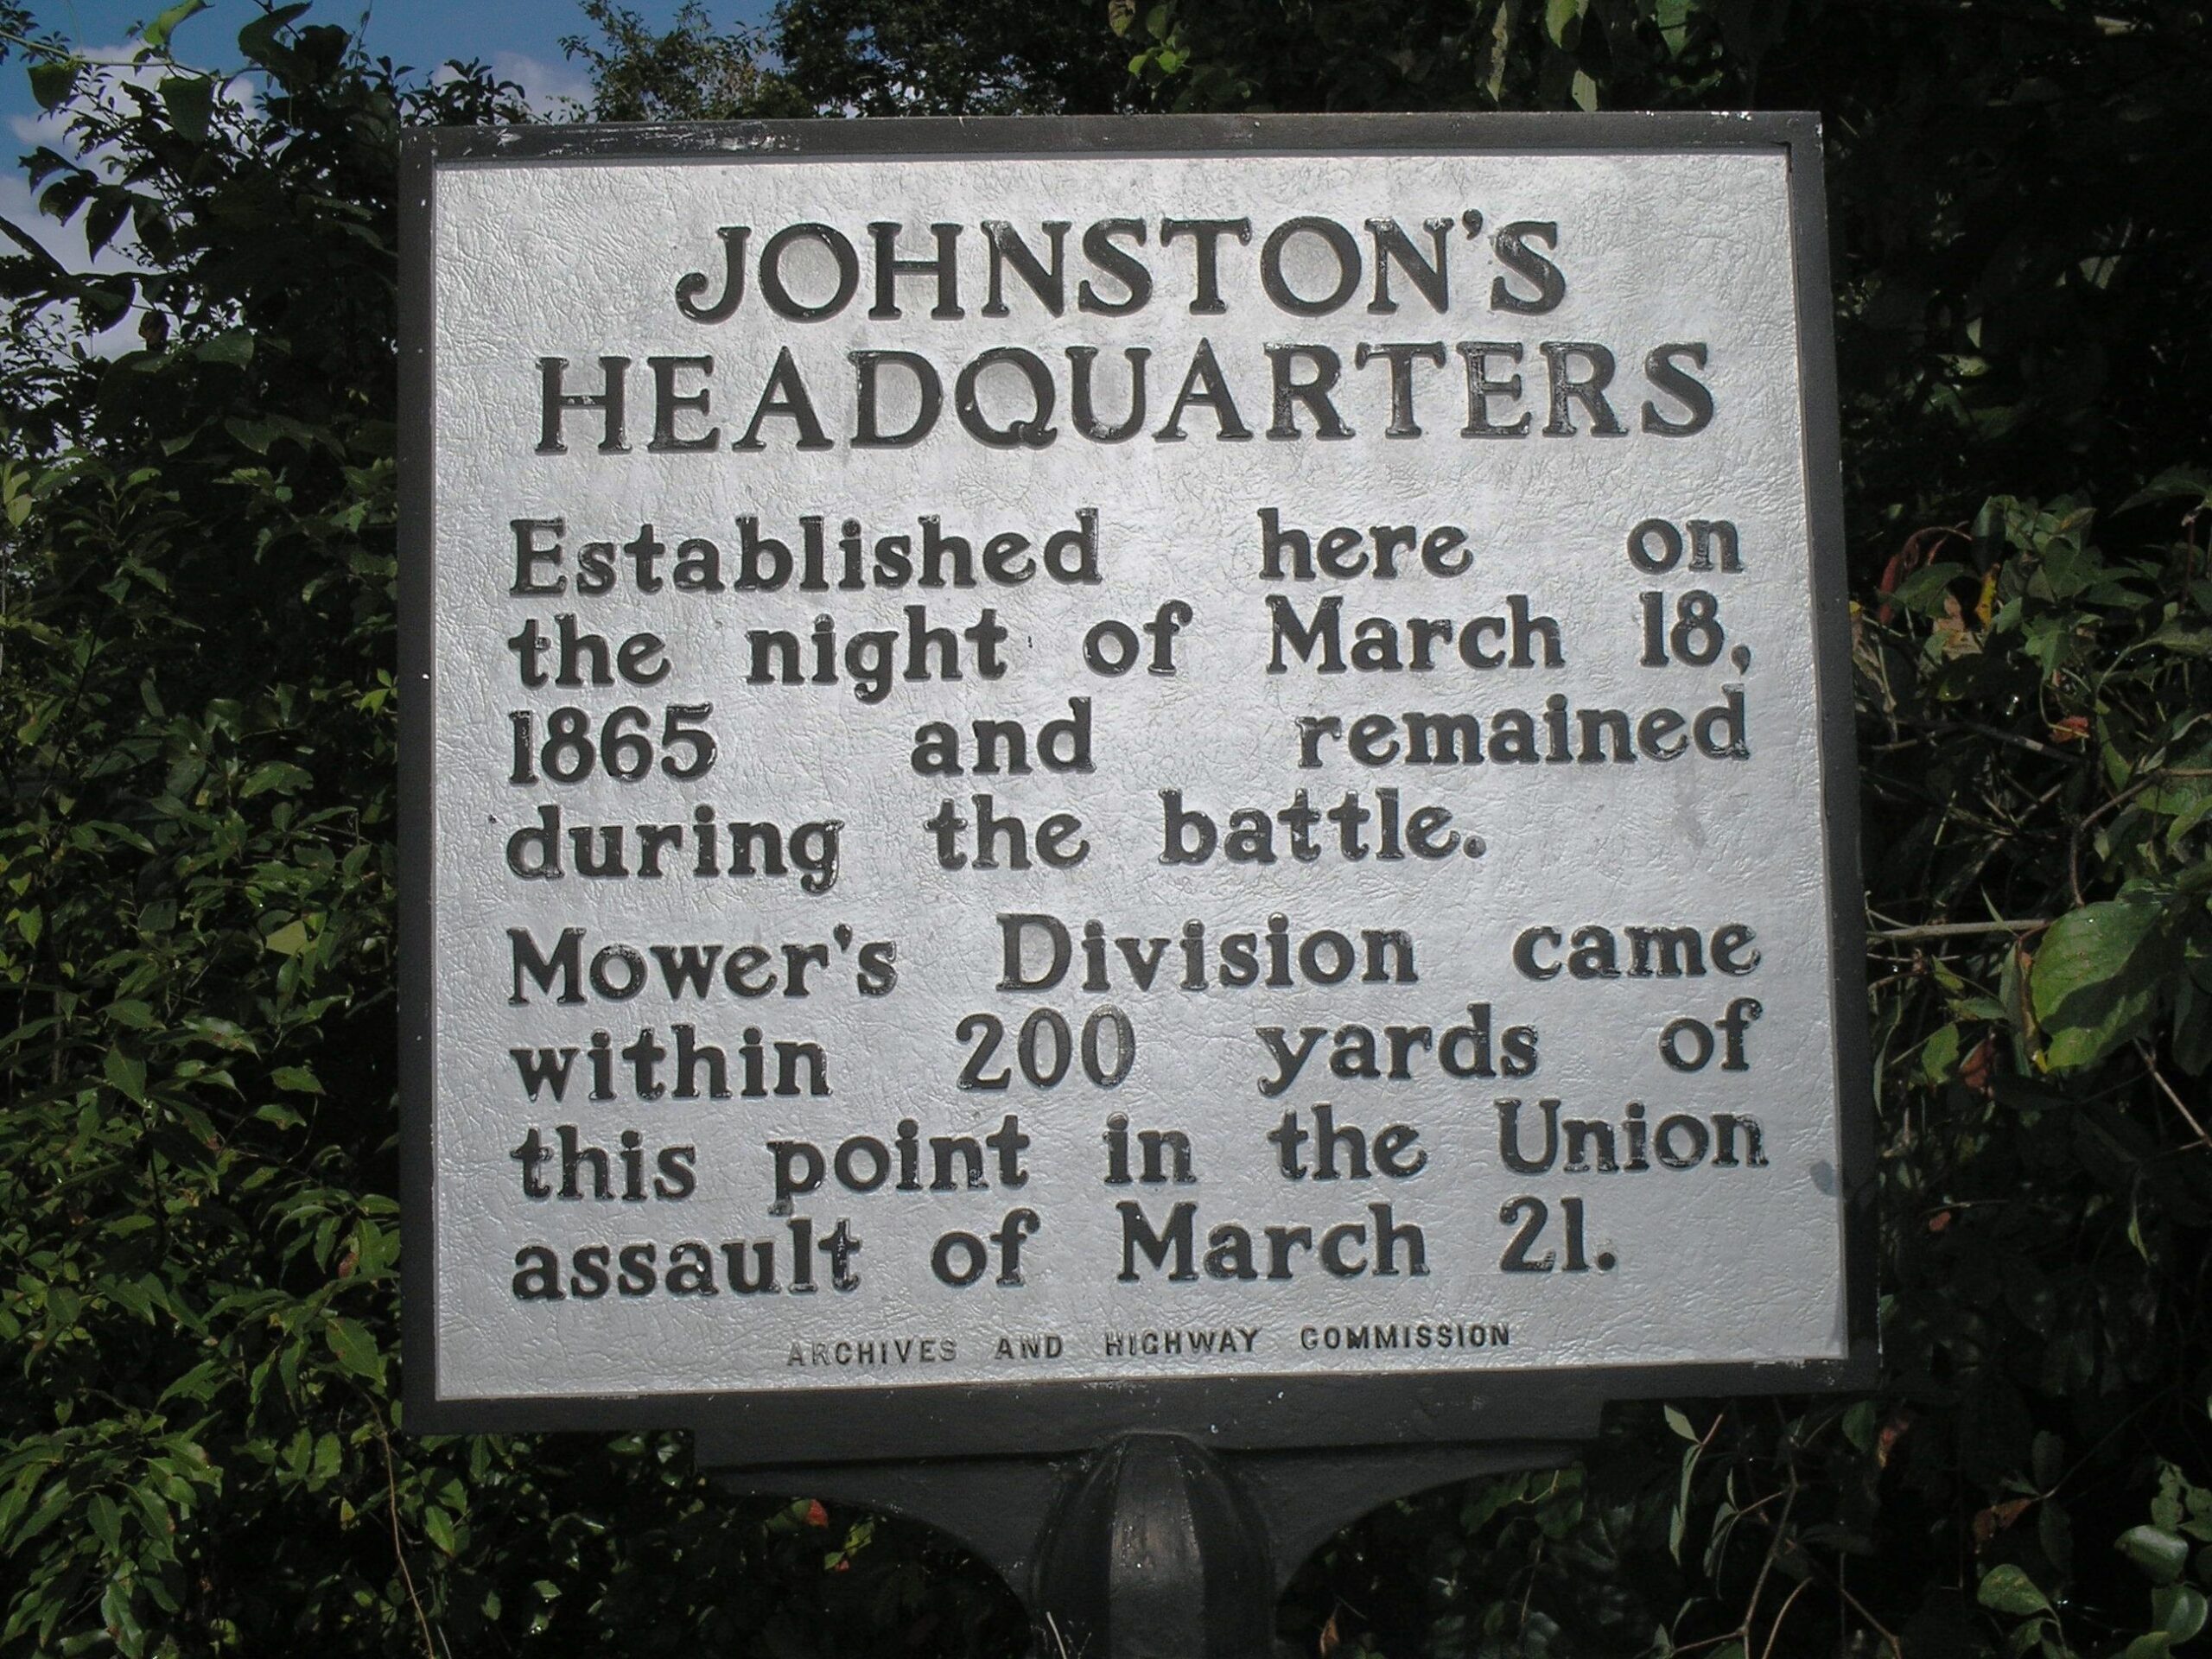 JOHNSTON'S
HEADQUARTERS
Established here on
the night of March 18,
1865 and remained
during the battle.
Mower's Division came
within 200 yards of
this point in the Union
assault of March 21.
ARCHIVES AND HIGHWAY COMMISSION